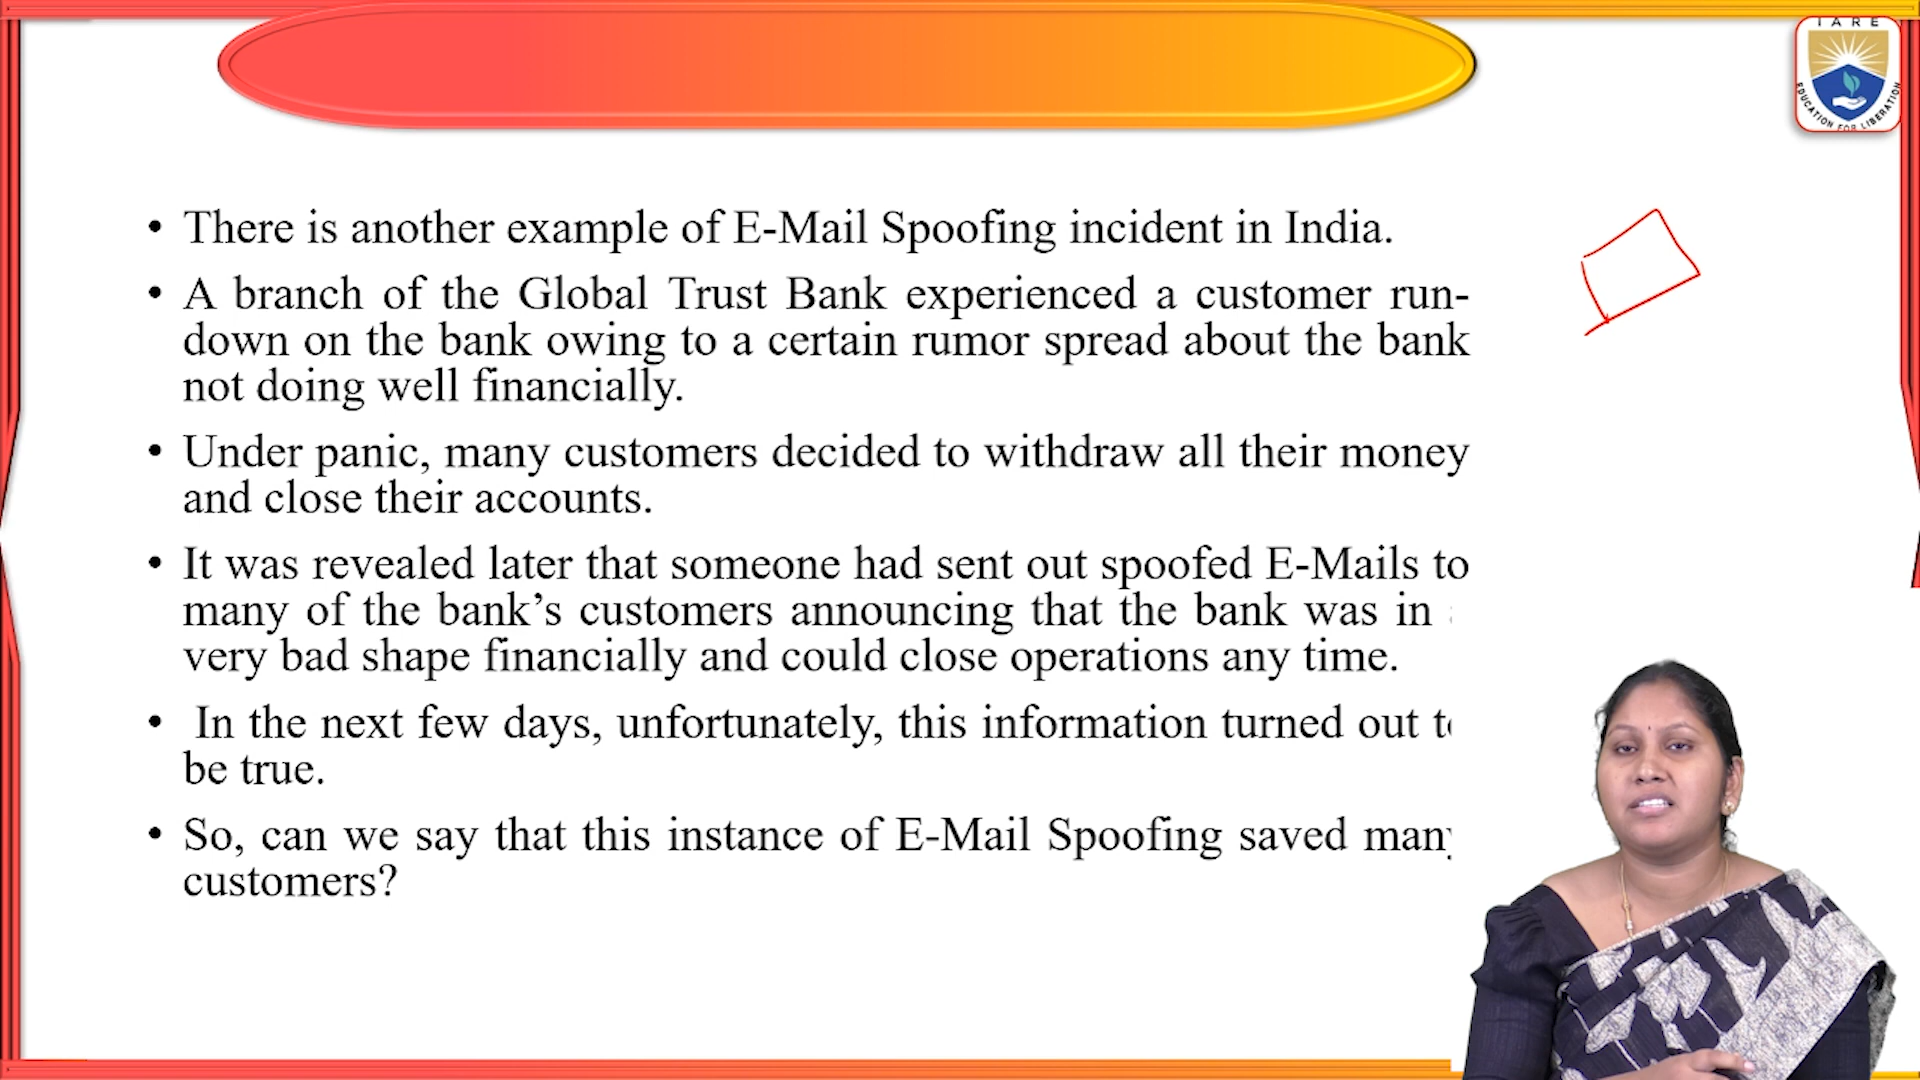 IARE
EDUCATION FOR LIBERATION
• There is another example of E-Mail Spoofing incident in India.
• A branch of the Global Trust Bank experienced a customer run-
down on the bank owing to a certain rumor spread about the bank
not doing well financially.
• Under panic, many customers decided to withdraw all their money
and close their accounts.
• It was revealed later that someone had sent out spoofed E-Mails to
many of the bank’s customers announcing that the bank was in
very bad shape financially and could close operations any time.
• In the next few days, unfortunately, this information turned out to
be true.
• So, can we say that this instance of E-Mail Spoofing saved many
customers?